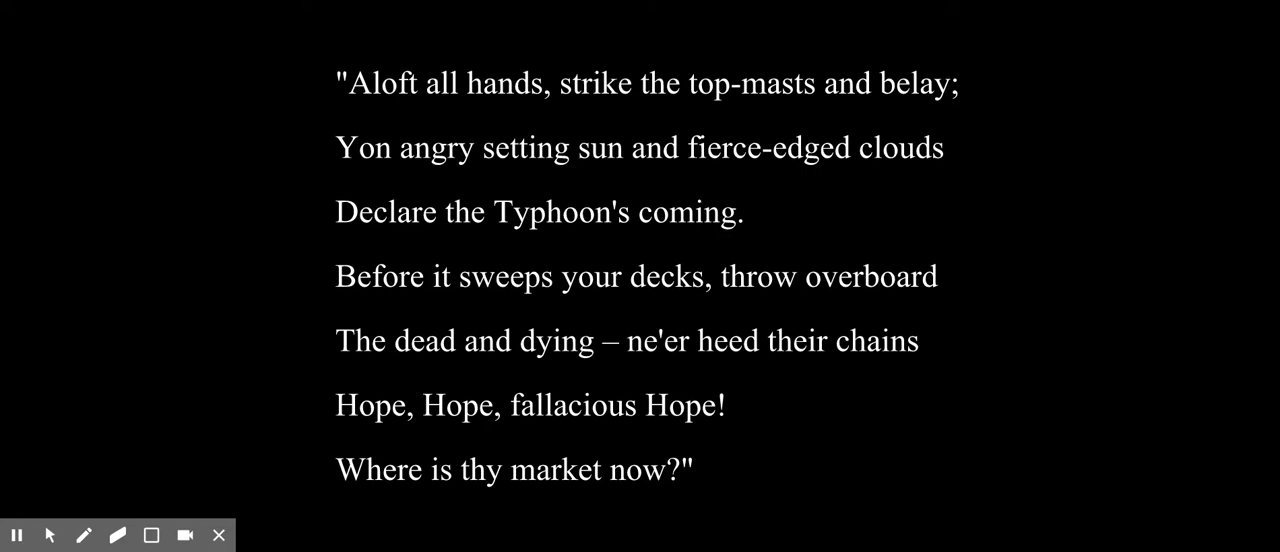 "Aloft all hands, strike the top-masts and belay;
Yon angry setting sun and fierce-edged clouds
Declare the Typhoon's coming.
Before it sweeps your decks, throw overboard
The dead and dying – ne'er heed their chains
Hope, Hope, fallacious Hope!
Where is thy market now?"